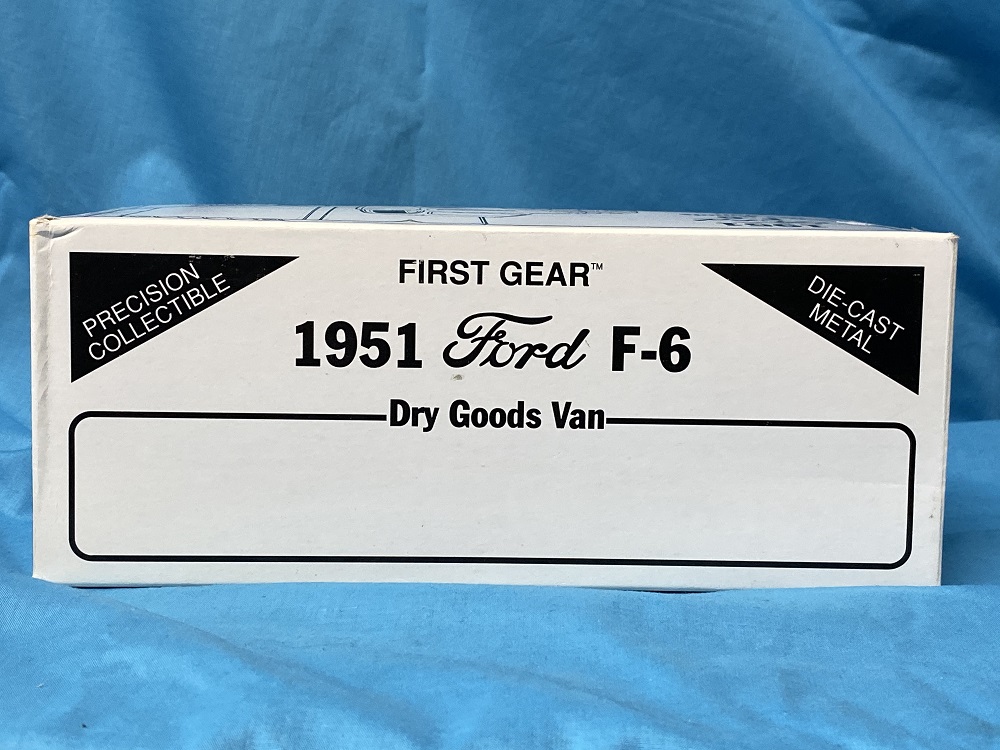 PRECISION
COLLECTIBLE
FIRST GEAR™
DIE-CAST
METAL
1951 Ford F-6
Dry Goods Van